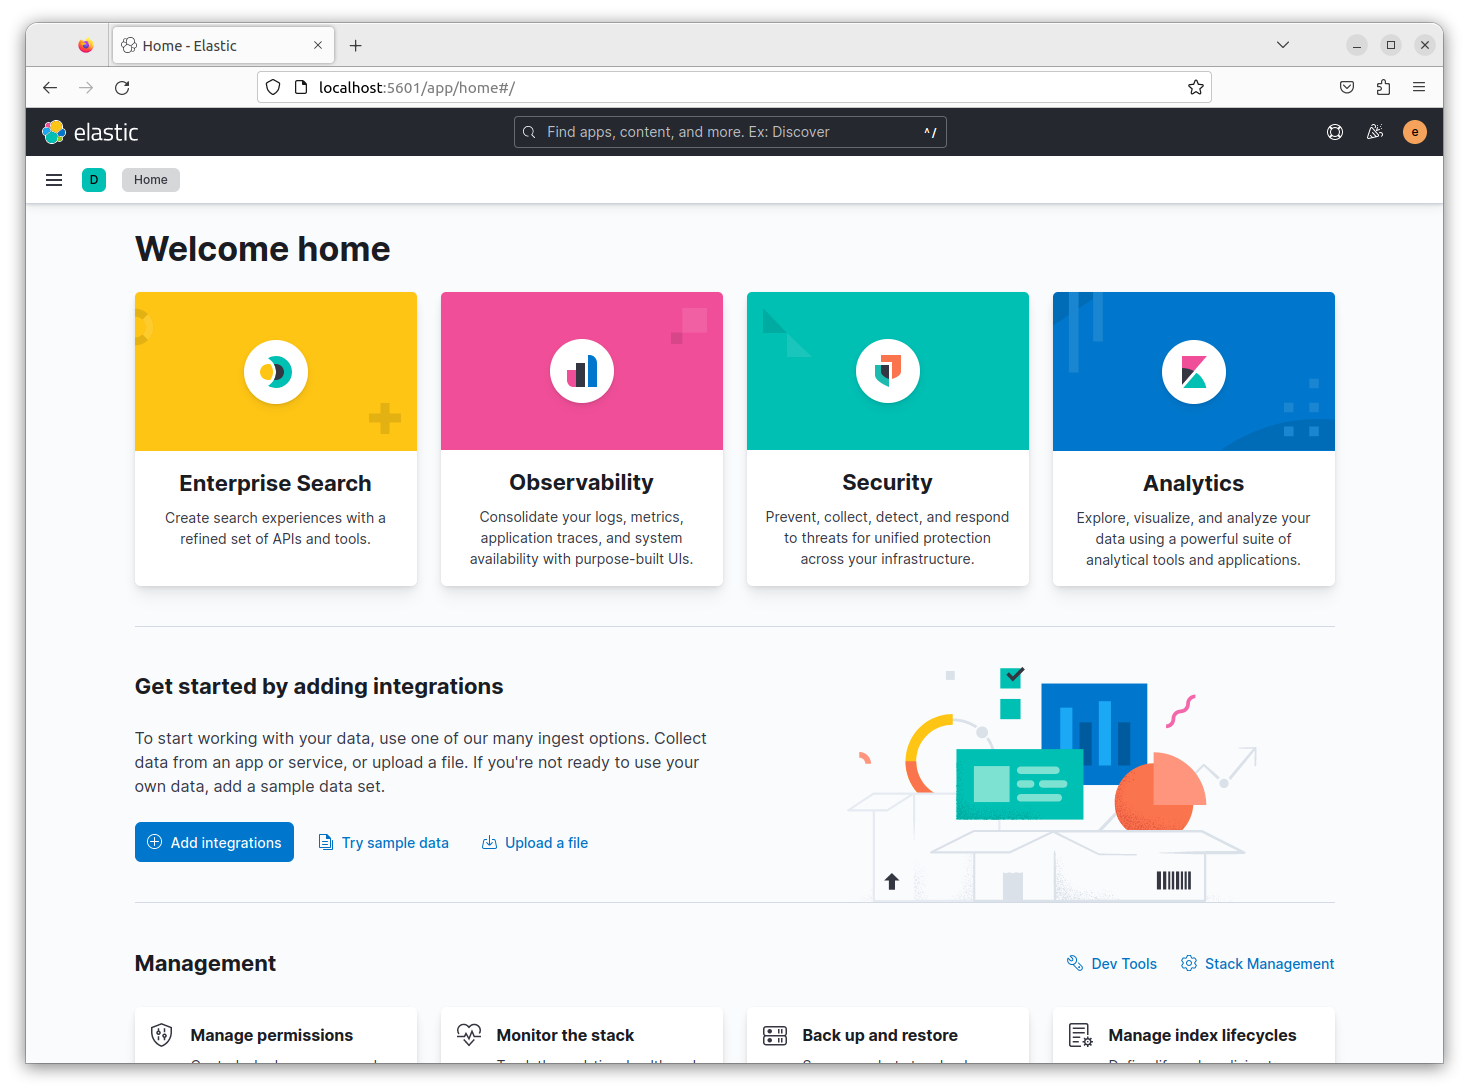 Home - Elastic
localhost:5601/app/home#/
elastic
Find apps, content, and more. Ex: Discover
^/
e
D
Home
Welcome home
Enterprise Search
Create search experiences with a
refined set of APIs and tools.
Observability
Consolidate your logs, metrics,
application traces, and system
availability with purpose-built UIs.
Security
Prevent, collect, detect, and respond
to threats for unified protection
across your infrastructure.
Analytics
Explore, visualize, and analyze your
data using a powerful suite of
analytical tools and applications.
Get started by adding integrations
To start working with your data, use one of our many ingest options. Collect
data from an app or service, or upload a file. If you're not ready to use your
own data, add a sample data set.
Add integrations
Try sample data
Upload a file
Management
Dev Tools
Stack Management
Manage permissions
Monitor the stack
Back up and restore
Manage index lifecycles